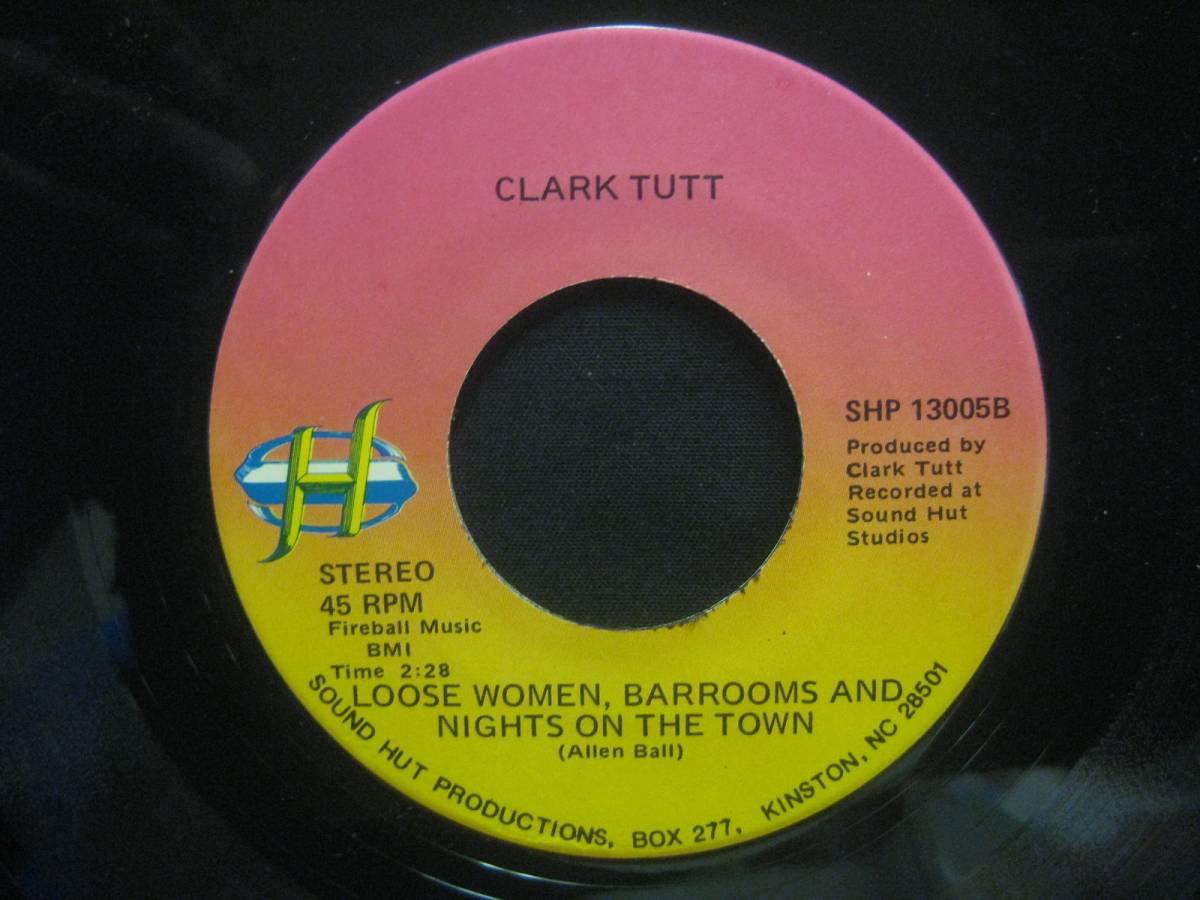 CLARK TUTT
SHP 13005B
Produced by
Clark Tutt
Recorded at
Sound Hut
Studios
H
STEREO
45 RPM
Fireball Music
BMI
Time 2:28
LOOSE WOMEN, BARROOMS AND
NIGHTS ON THE TOWN
(Allen Ball)
SOUND HUT PRODUCTIONS, BOX 277, KINSTON, NC 28501